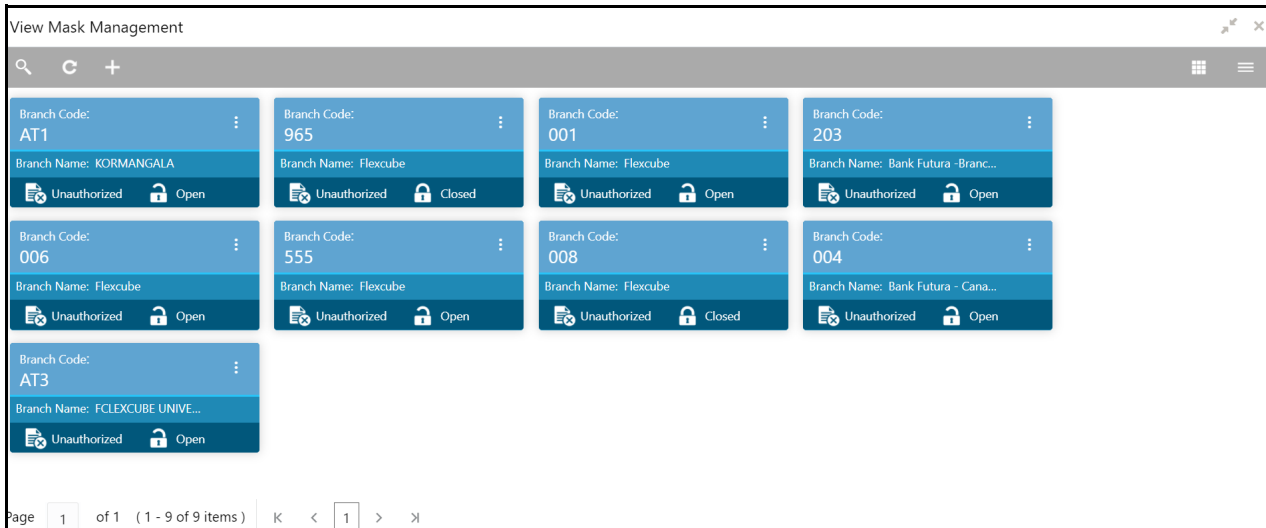 View Mask Management
Branch Code:
AT1
Branch Name: KORMANGALA
Unauthorized Open
Branch Code:
965
Branch Name: Flexcube
Unauthorized Closed
Branch Code:
001
Branch Name: Flexcube
Unauthorized Open
Branch Code:
203
Branch Name: Bank Futura -Branc...
Unauthorized Open
Branch Code:
006
Branch Name: Flexcube
Unauthorized Open
Branch Code:
555
Branch Name: Flexcube
Unauthorized Open
Branch Code:
008
Branch Name: Flexcube
Unauthorized Closed
Branch Code:
004
Branch Name: Bank Futura - Cana...
Unauthorized Open
Branch Code:
AT3
Branch Name: FCLEXCUBE UNIVE...
Unauthorized Open
Page 1 of 1 ( 1 - 9 of 9 items ) 1